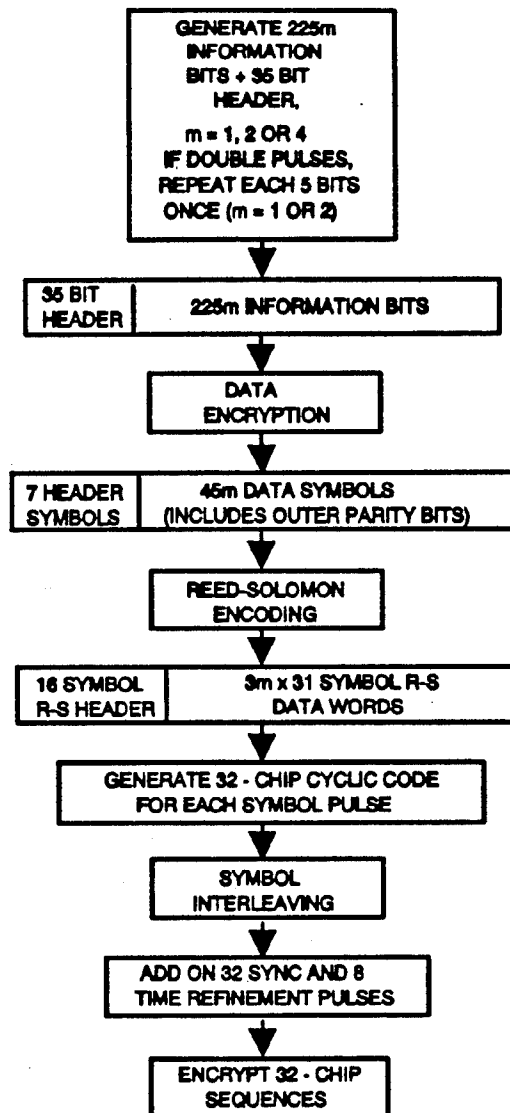 GENERATE 225m
INFORMATION
BITS + 35 BIT
HEADER,
m = 1, 2 OR 4
IF DOUBLE PULSES,
REPEAT EACH 5 BITS
ONCE (m = 1 OR 2)
35 BIT
HEADER
225m INFORMATION BITS
DATA
ENCRYPTION
7 HEADER
SYMBOLS
45m DATA SYMBOLS
(INCLUDES OUTER PARITY BITS)
REED-SOLOMON
ENCODING
16 SYMBOL
R-S HEADER
3m x 31 SYMBOL R-S
DATA WORDS
GENERATE 32 - CHIP CYCLIC CODE
FOR EACH SYMBOL PULSE
SYMBOL
INTERLEAVING
ADD ON 32 SYNC AND 8
TIME REFINEMENT PULSES
ENCRYPT 32 - CHIP
SEQUENCES